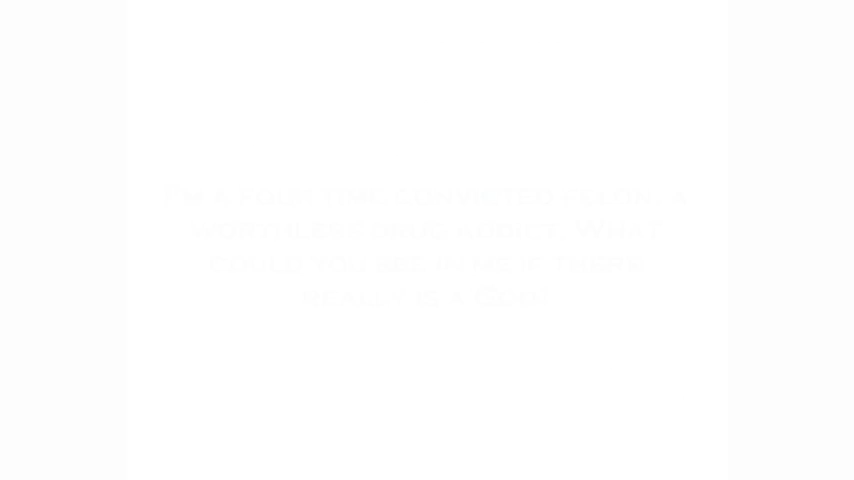 I'm a four time convicted felon, a
worthless drug addict. What
could you see in me if there
really is a God?